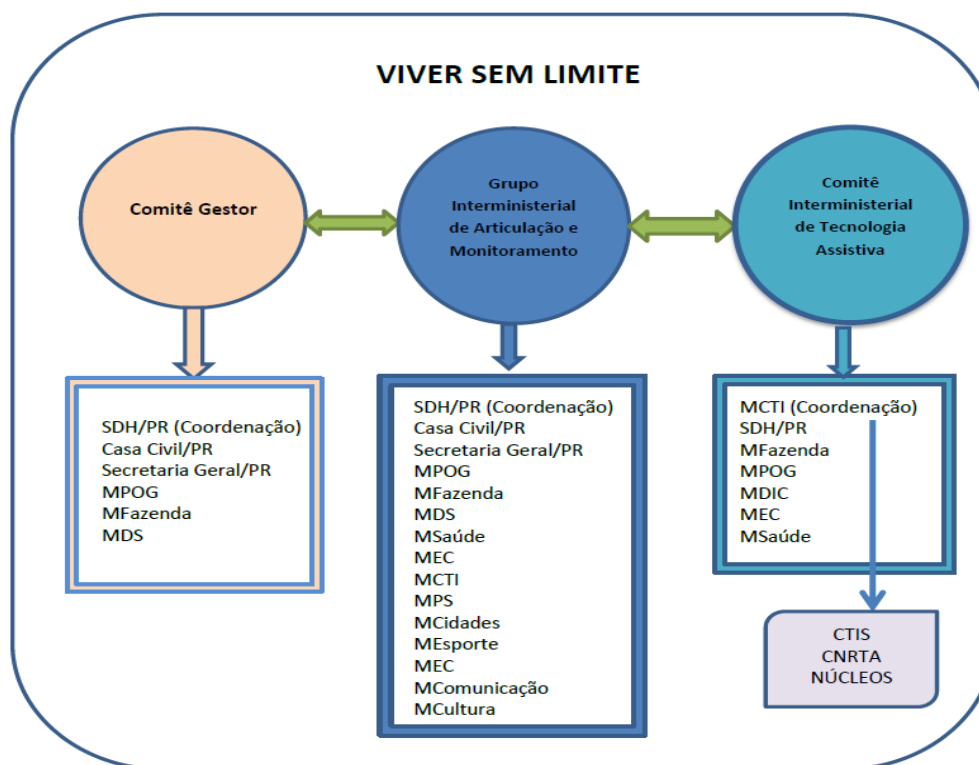 VIVER SEM LIMITE
Comitê Gestor
Grupo
Interministerial
de Articulação e
Monitoramento
Comitê
Interministerial
de Tecnologia
Assistiva
SDH/PR (Coordenação)
Casa Civil/PR
Secretaria Geral/PR
MPOG
MFazenda
MDS
SDH/PR (Coordenação)
Casa Civil/PR
Secretaria Geral/PR
MPOG
MFazenda
MDS
MSaúde
MEC
MCTI
MPS
MCidades
MEsporte
MEC
MComunicação
MCultura
MCTI (Coordenação)
SDH/PR
MFazenda
MPOG
MDIC
MEC
MSaúde
CTIS
CNRTA
NÚCLEOS